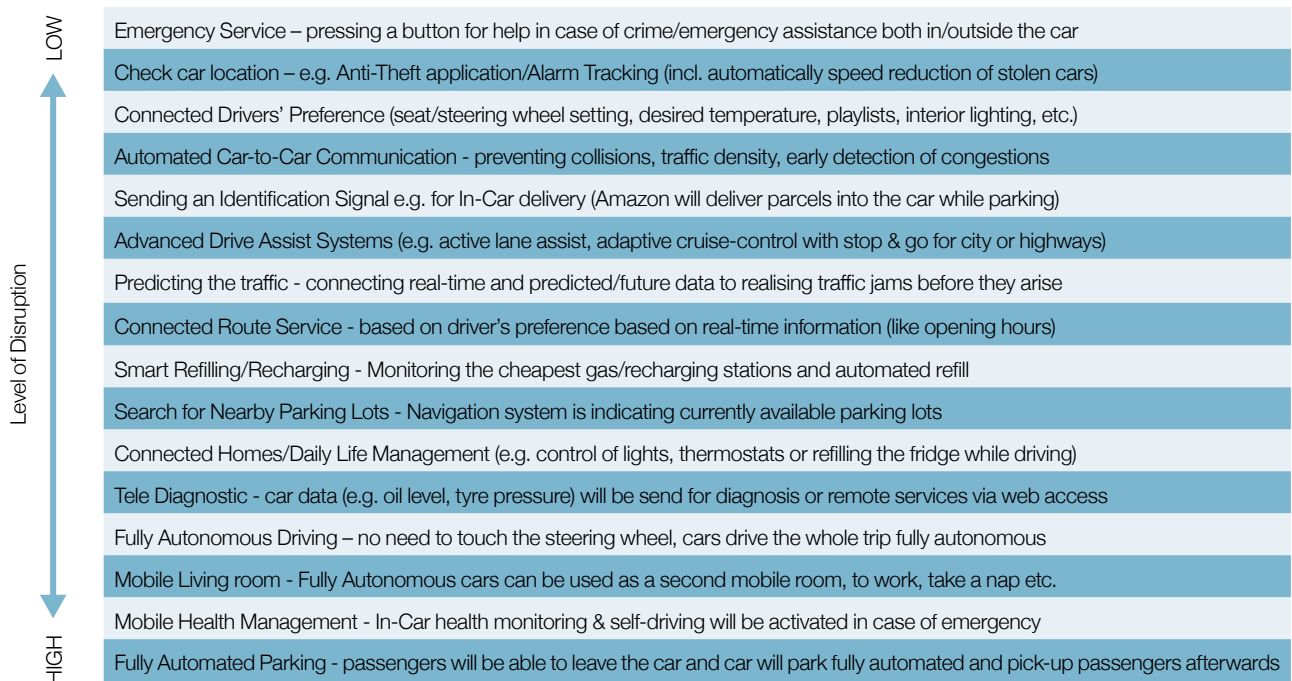 LOW
Emergency Service – pressing a button for help in case of crime/emergency assistance both in/outside the car
Check car location – e.g. Anti-Theft application/Alarm Tracking (incl. automatically speed reduction of stolen cars)
Connected Drivers’ Preference (seat/steering wheel setting, desired temperature, playlists, interior lighting, etc.)
Automated Car-to-Car Communication - preventing collisions, traffic density, early detection of congestions
Sending an Identification Signal e.g. for In-Car delivery (Amazon will deliver parcels into the car while parking)
Advanced Drive Assist Systems (e.g. active lane assist, adaptive cruise-control with stop & go for city or highways)
Predicting the traffic - connecting real-time and predicted/future data to realising traffic jams before they arise
Level of Disruption
Connected Route Service - based on driver’s preference based on real-time information (like opening hours)
Smart Refilling/Recharging - Monitoring the cheapest gas/recharging stations and automated refill
Search for Nearby Parking Lots - Navigation system is indicating currently available parking lots
Connected Homes/Daily Life Management (e.g. control of lights, thermostats or refilling the fridge while driving)
Tele Diagnostic - car data (e.g. oil level, tyre pressure) will be send for diagnosis or remote services via web access
Fully Autonomous Driving – no need to touch the steering wheel, cars drive the whole trip fully autonomous
Mobile Living room - Fully Autonomous cars can be used as a second mobile room, to work, take a nap etc.
Mobile Health Management - In-Car health monitoring & self-driving will be activated in case of emergency
HIGH
Fully Automated Parking - passengers will be able to leave the car and car will park fully automated and pick-up passengers afterwards